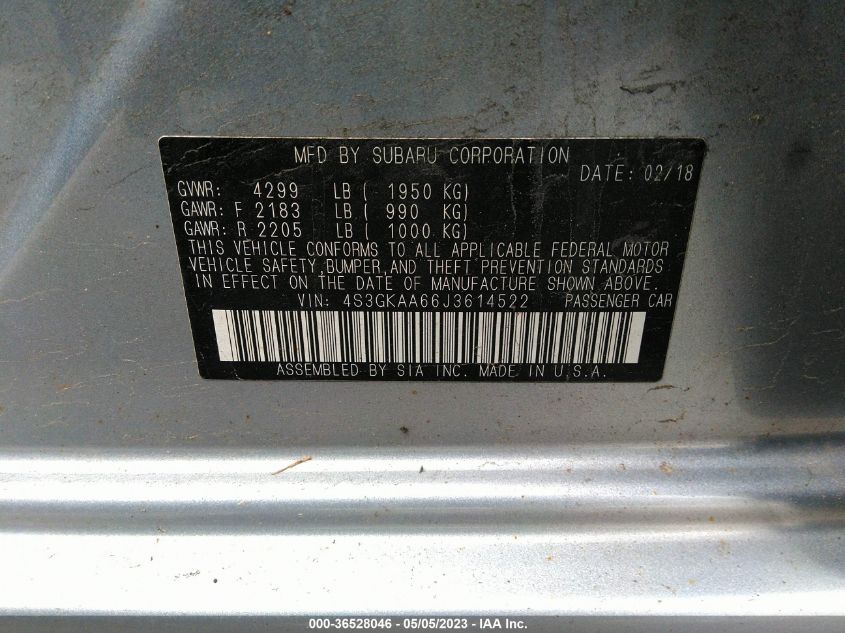 MFD BY SUBARU CORPORATION
DATE: 02/18
GVWR: 4299 LB ( 1950 KG)
GAWR: F 2183 LB ( 990 KG)
GAWR: R 2205 LB ( 1000 KG)
THIS VEHICLE CONFORMS TO ALL APPLICABLE FEDERAL MOTOR
VEHICLE SAFETY, BUMPER, AND THEFT PREVENTION STANDARDS
IN EFFECT ON THE DATE OF MANUFACTURE SHOWN ABOVE.
VIN: 4S3GKAA66J3614522 PASSENGER CAR
ASSEMBLED BY SIA INC. MADE IN U.S.A.
000-36528046 - 05/05/2023 - IAA Inc.